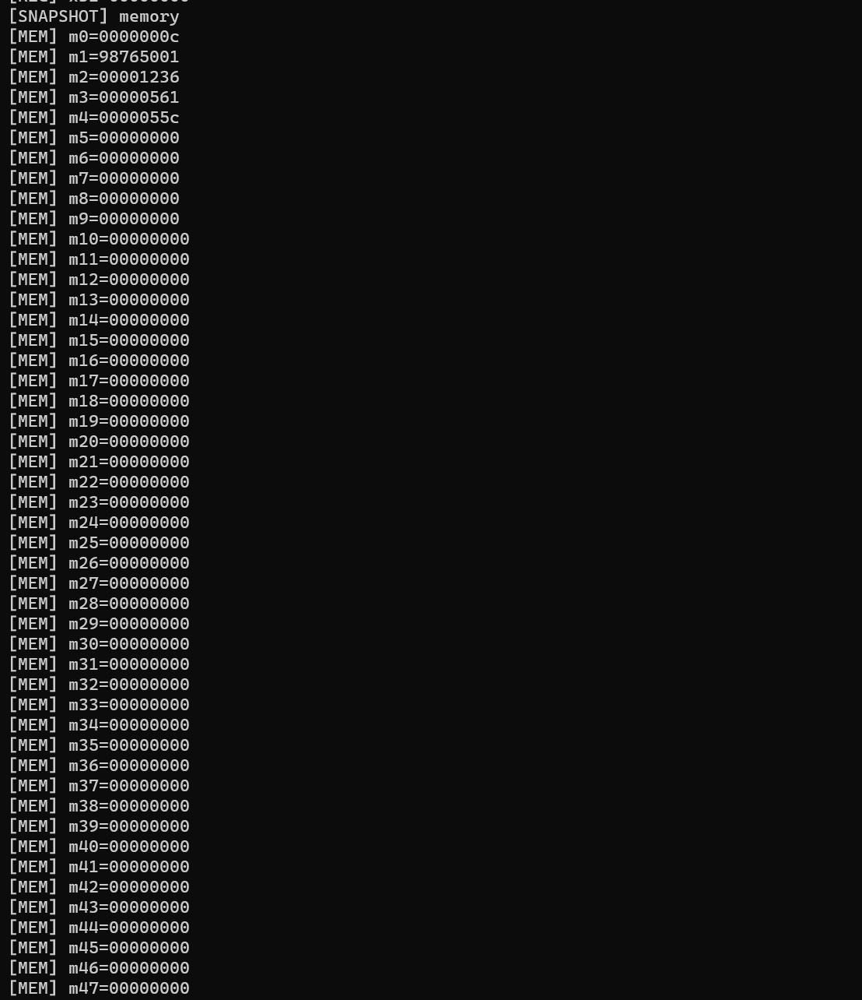 [SNAPSHOT] memory
[MEM] m0=0000000c
[MEM] m1=98765001
[MEM] m2=00001236
[MEM] m3=00000561
[MEM] m4=0000055c
[MEM] m5=00000000
[MEM] m6=00000000
[MEM] m7=00000000
[MEM] m8=00000000
[MEM] m9=00000000
[MEM] m10=00000000
[MEM] m11=00000000
[MEM] m12=00000000
[MEM] m13=00000000
[MEM] m14=00000000
[MEM] m15=00000000
[MEM] m16=00000000
[MEM] m17=00000000
[MEM] m18=00000000
[MEM] m19=00000000
[MEM] m20=00000000
[MEM] m21=00000000
[MEM] m22=00000000
[MEM] m23=00000000
[MEM] m24=00000000
[MEM] m25=00000000
[MEM] m26=00000000
[MEM] m27=00000000
[MEM] m28=00000000
[MEM] m29=00000000
[MEM] m30=00000000
[MEM] m31=00000000
[MEM] m32=00000000
[MEM] m33=00000000
[MEM] m34=00000000
[MEM] m35=00000000
[MEM] m36=00000000
[MEM] m37=00000000
[MEM] m38=00000000
[MEM] m39=00000000
[MEM] m40=00000000
[MEM] m41=00000000
[MEM] m42=00000000
[MEM] m43=00000000
[MEM] m44=00000000
[MEM] m45=00000000
[MEM] m46=00000000
[MEM] m47=00000000